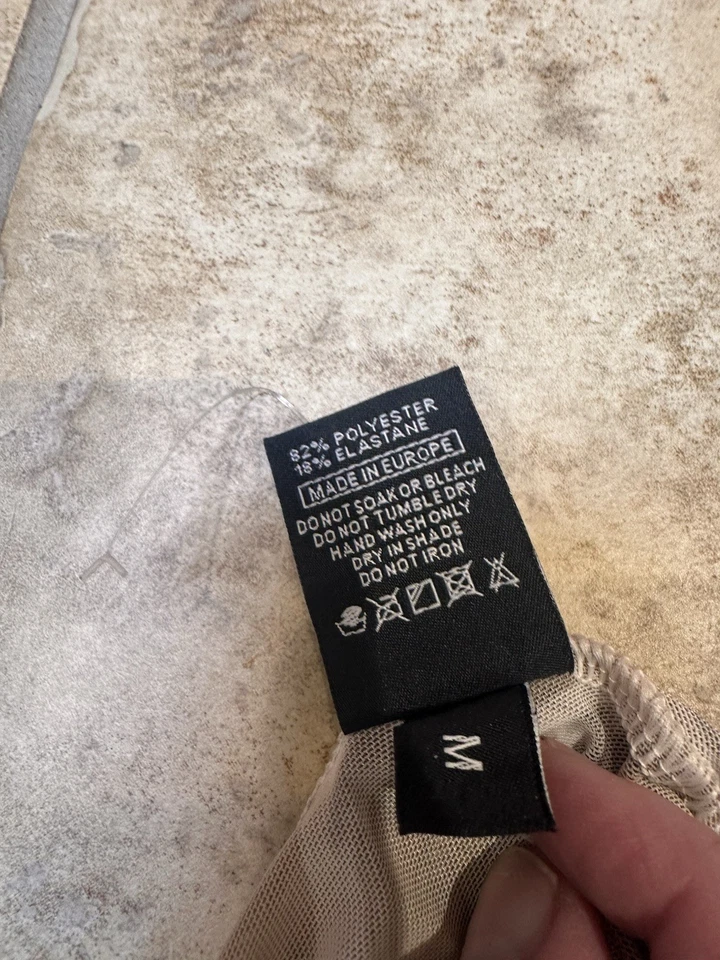 82% POLYESTER
18% ELASTANE
MADE IN EUROPE
DO NOT SOAK OR BLEACH
DO NOT TUMBLE DRY
HAND WASH ONLY
DRY IN SHADE
DO NOT IRON
M